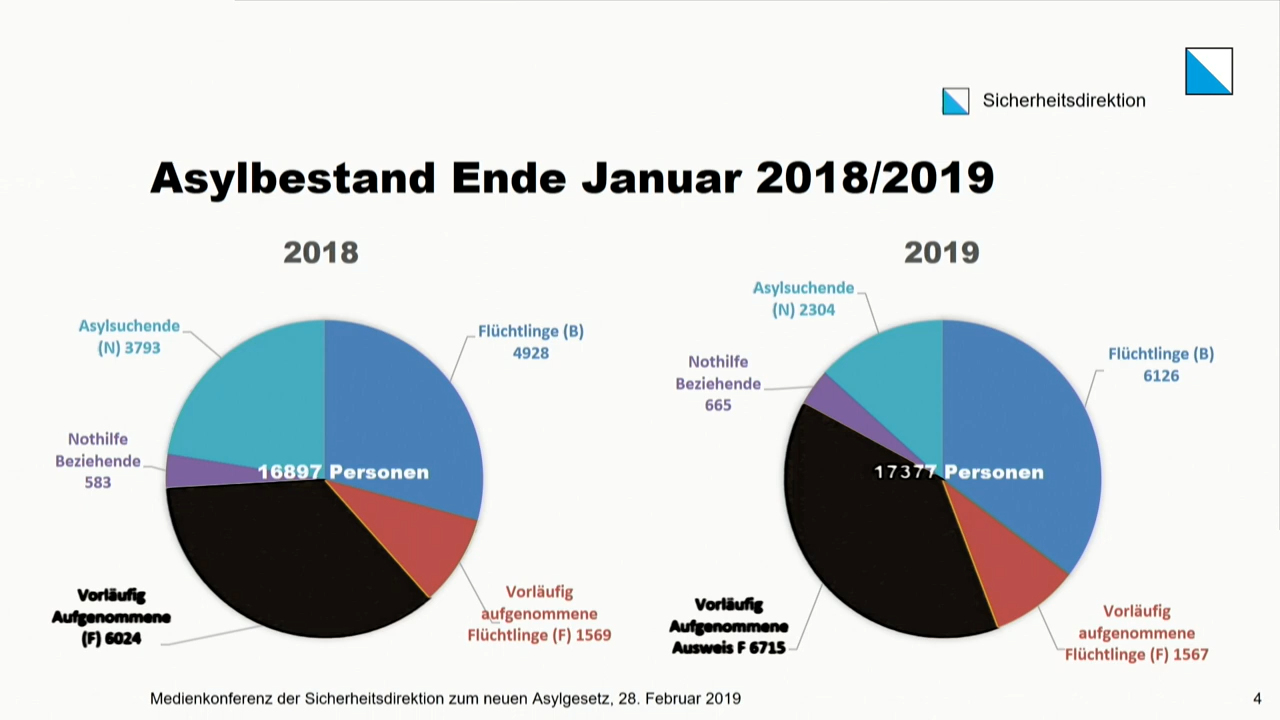 Sicherheitsdirektion
Asylbestand Ende Januar 2018/2019
2018
Asylsuchende
(N) 3793
Flüchtlinge (B)
4928
Nothilfe
Beziehende
583
16897 Personen
Vorläufig
Aufgenommene
(F) 6024
Vorläufig
aufgenommene
Flüchtlinge (F) 1569
2019
Asylsuchende
(N) 2304
Flüchtlinge (B)
6126
Nothilfe
Beziehende
665
17377 Personen
Vorläufig
Aufgenommene
Ausweis F 6715
Vorläufig
aufgenommene
Flüchtlinge (F) 1567
Medienkonferenz der Sicherheitsdirektion zum neuen Asylgesetz, 28. Februar 2019
4